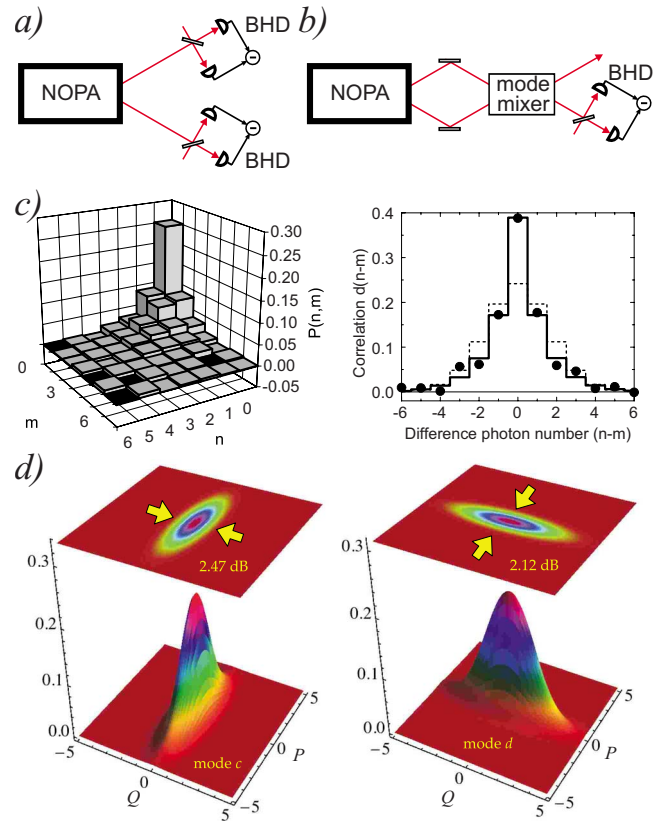 a)
BHD
NOPA
−
BHD
−
b)
NOPA
mode
mixer
BHD
−
c)
0.30
0.25
0.20
0.15
0.10
0.05
0.00
-0.05
P(n,m)
0
3
6
m
6 5 4 3 2 1 0
n
0.4
0.3
0.2
0.1
0.0
Correlation d(n-m)
-6 -4 -2 0 2 4 6
Difference photon number (n-m)
d)
2.47 dB
0.3
0.2
0.1
0.0
-5
0
5
Q
-5
0
5
P
mode c
2.12 dB
0.3
0.2
0.1
0.0
-5
0
5
Q
-5
0
5
P
mode d